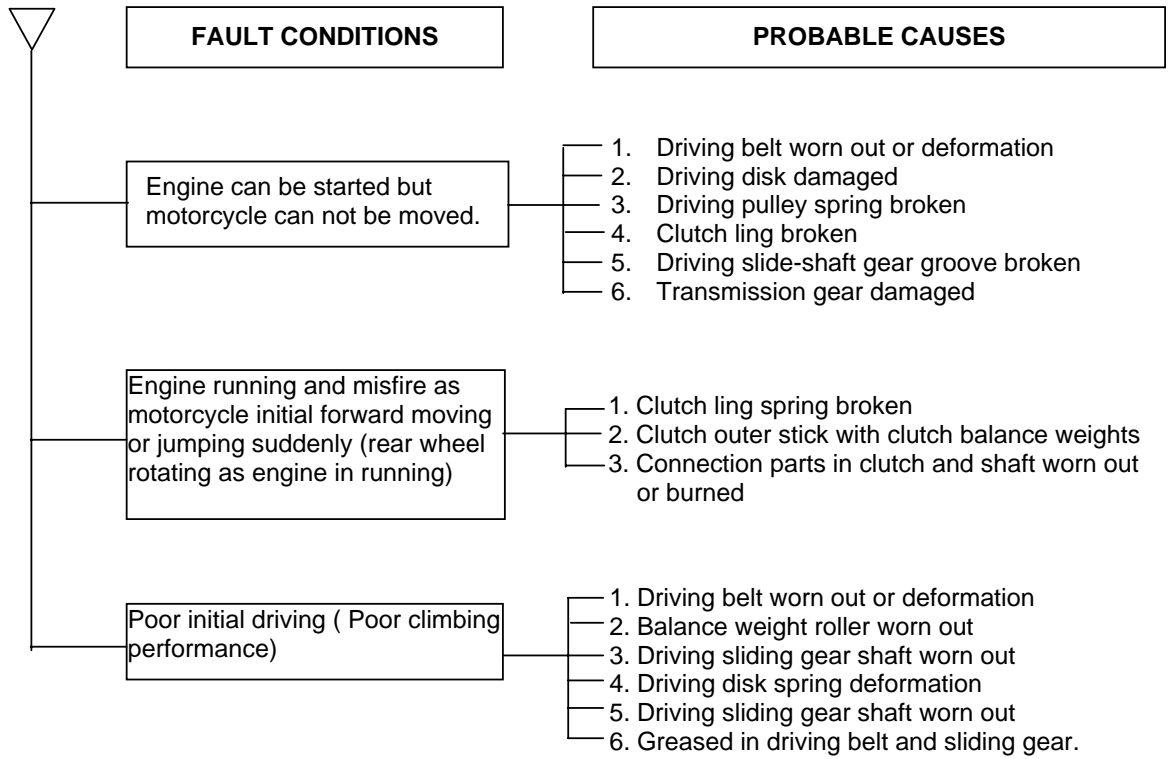 FAULT CONDITIONS
PROBABLE CAUSES
Engine can be started but
motorcycle can not be moved.
1. Driving belt worn out or deformation
2. Driving disk damaged
3. Driving pulley spring broken
4. Clutch ling broken
5. Driving slide-shaft gear groove broken
6. Transmission gear damaged
Engine running and misfire as
motorcycle initial forward moving
or jumping suddenly (rear wheel
rotating as engine in running)
1. Clutch ling spring broken
2. Clutch outer stick with clutch balance weights
3. Connection parts in clutch and shaft worn out
or burned
Poor initial driving ( Poor climbing
performance)
1. Driving belt worn out or deformation
2. Balance weight roller worn out
3. Driving sliding gear shaft worn out
4. Driving disk spring deformation
5. Driving sliding gear shaft worn out
6. Greased in driving belt and sliding gear.